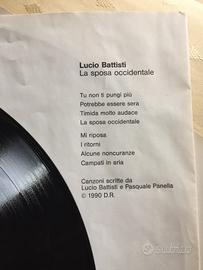 Lucio Battisti
La sposa occidentale
Tu non ti pungi più
Potrebbe essere sera
Timida molto audace
La sposa occidentale
Mi riposa
I ritorni
Alcune noncuranze
Campati in aria
Canzoni scritte da
Lucio Battisti e Pasquale Panella
© 1990 D.R.
subito